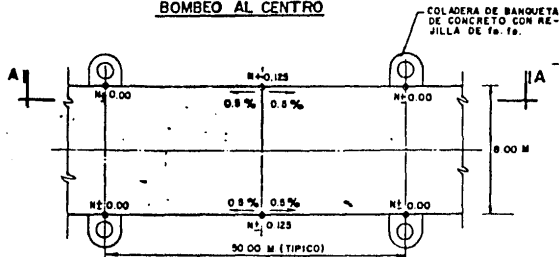 BOMBEO AL CENTRO
COLADERA DE BANQUETA
DE CONCRETO CON RE-
JILLA DE fo. fo.
A
A
N±0.125
N±0.00
N±0.00
0.5 %
0.5 %
8.00 M
0.5 %
0.5 %
N±0.00
N±0.00
N±0.125
50.00 M (TIPICO)